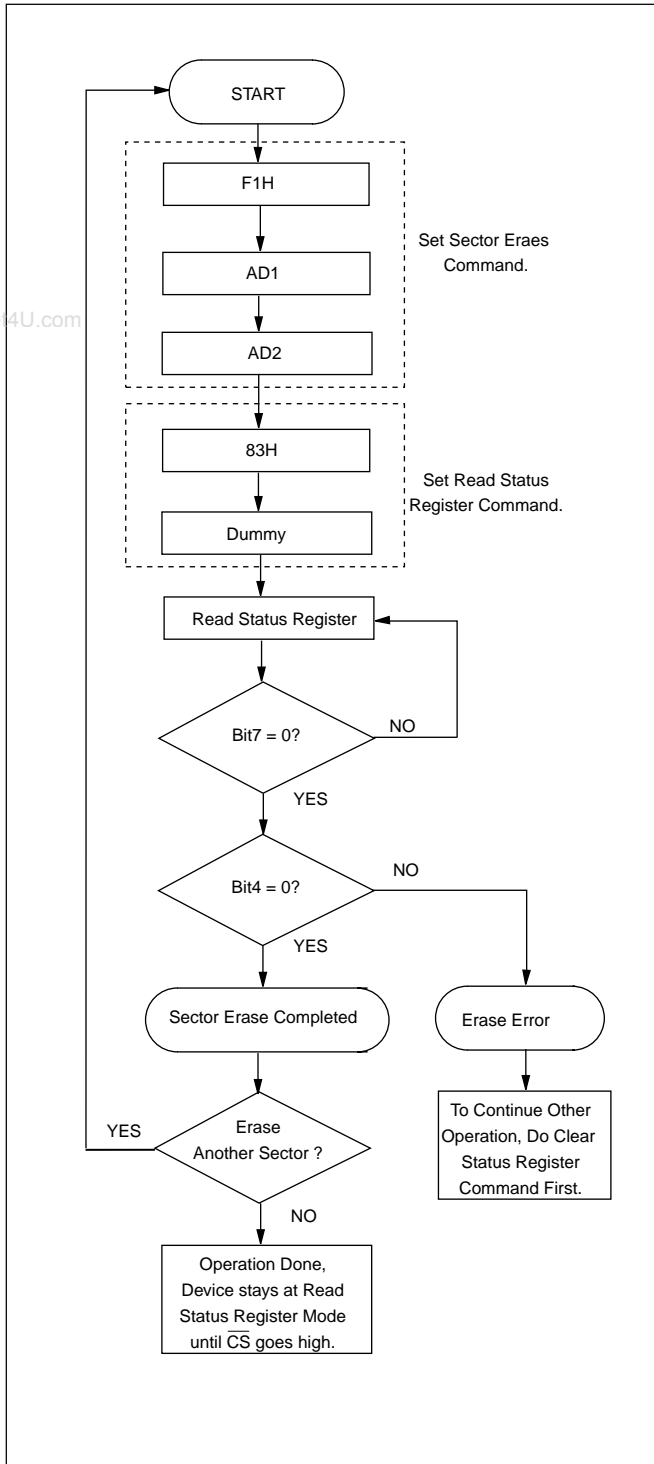 START
F1H
Set Sector Eraes
Command.
AD1
t4U.com
AD2
83H
Set Read Status
Register Command.
Dummy
Read Status Register
Bit7 = 0?
NO
YES
Bit4 = 0?
NO
YES
Sector Erase Completed
Erase Error
To Continue Other
Operation, Do Clear
Status Register
Command First.
YES
Erase
Another Sector ?
NO
Operation Done,
Device stays at Read
Status Register Mode
until C̅S̅ goes high.